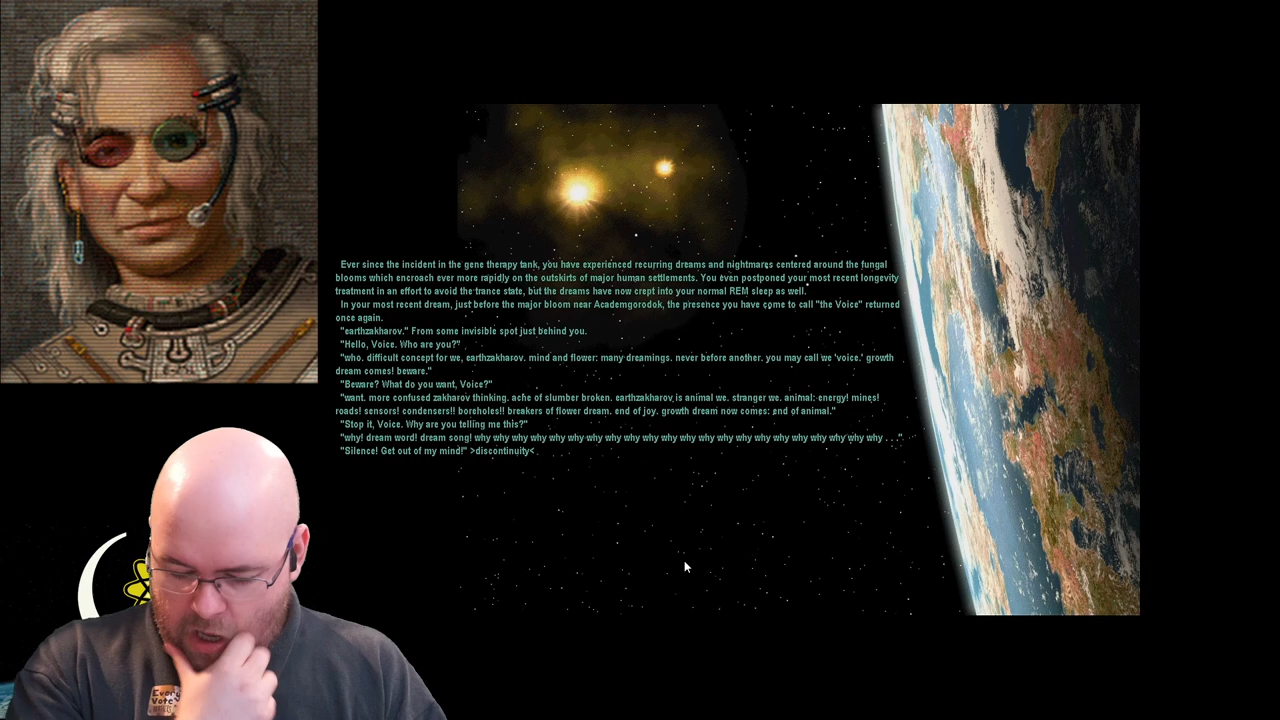 Ever since the incident in the gene therapy tank, you have experienced recurring dreams and nightmares centered around the fungal
blooms which encroach ever more rapidly on the outskirts of major human settlements. You even postponed your most recent longevity
treatment in an effort to avoid the trance state, but the dreams have now crept into your normal REM sleep as well.
In your most recent dream, just before the major bloom near Academgorodok, the presence you have come to call "the Voice" returned
once again.
"earthzakharov." From some invisible spot just behind you.
"Hello, Voice. Who are you?"
"who. difficult concept for we, earthzakharov. mind and flower: many dreamings. never before another. you may call we 'voice.' growth
dream comes! beware."
"Beware? What do you want, Voice?"
"want. more confused zakharov thinking. ache of slumber broken. earthzakharov is animal we. stranger we. animal: energy! mines!
roads! sensors! condensers!! boreholes!! breakers of flower dream. end of joy. growth dream now comes: end of animal."
"Stop it, Voice. Why are you telling me this?"
"why! dream word! dream song! why why why why why why why why why why why why why why why why why why why why why why . . ."
"Silence! Get out of my mind!" >discontinuity<
Every
Vote